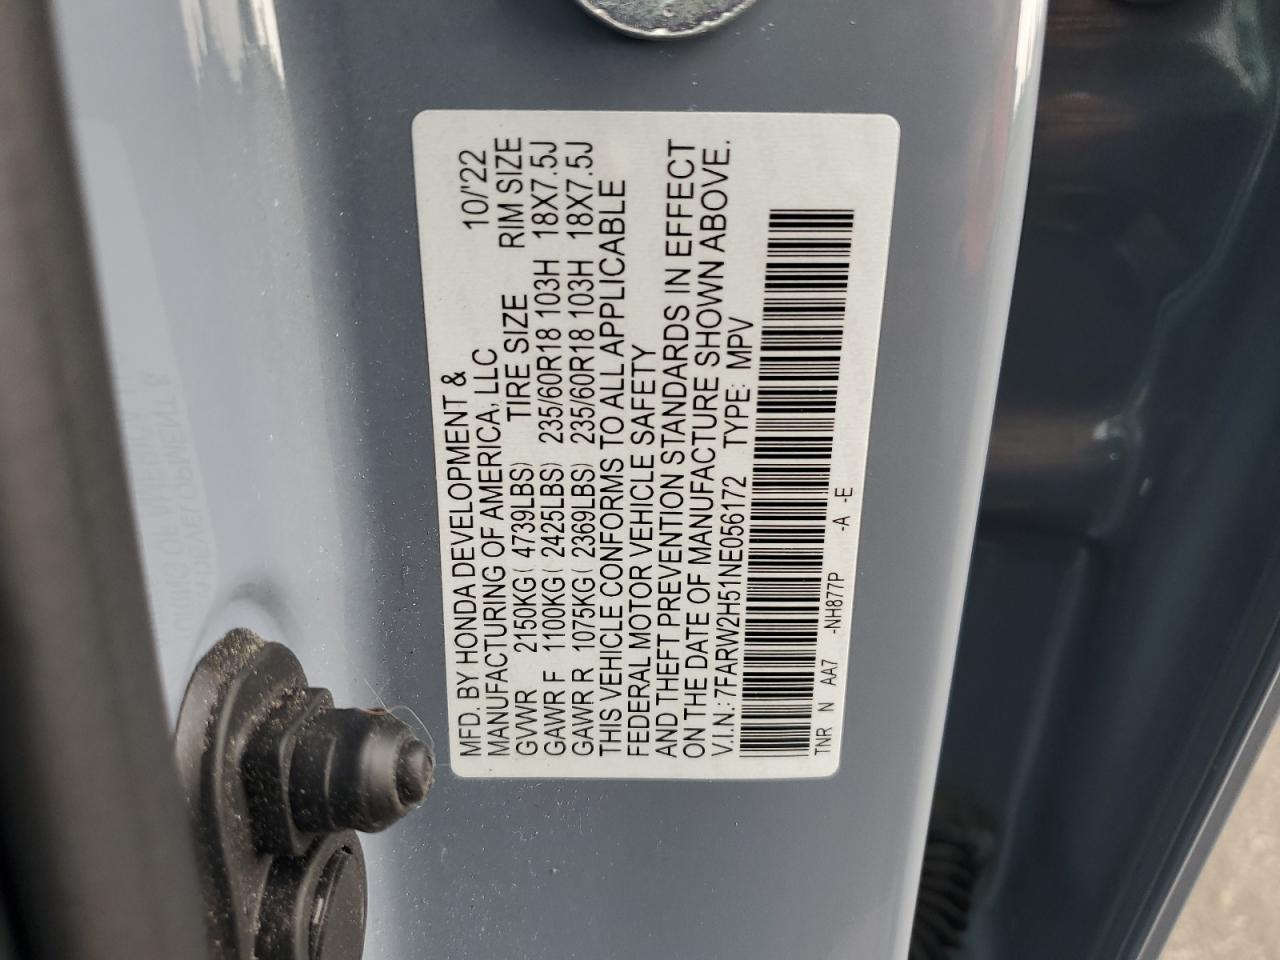 MFD. BY HONDA DEVELOPMENT &
MANUFACTURING OF AMERICA, LLC 10/'22
GVWR 2150KG( 4739LBS) TIRE SIZE RIM SIZE
GAWR F 1100KG( 2425LBS) 235/60R18 103H 18X7.5J
GAWR R 1075KG( 2369LBS) 235/60R18 103H 18X7.5J
THIS VEHICLE CONFORMS TO ALL APPLICABLE
FEDERAL MOTOR VEHICLE SAFETY
AND THEFT PREVENTION STANDARDS IN EFFECT
ON THE DATE OF MANUFACTURE SHOWN ABOVE.
V.I.N.: 7FARW2H51NE056172 TYPE: MPV
TNR N AA7 -NH877P -A -E